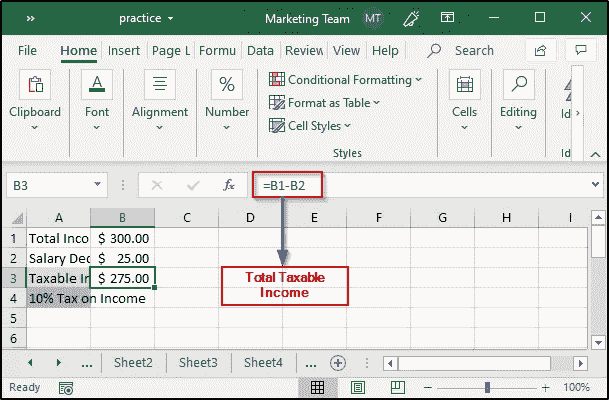 » practice Marketing Team MT
File Home Insert Page L Formu Data Review View Help Search
Clipboard Font Alignment Number Conditional Formatting Format as Table Cell Styles Cells Editing
Styles
B3 fx =B1-B2
A B C D E F G H I
1 Total Inco $ 300.00
2 Salary Dec $ 25.00
3 Taxable In $ 275.00
4 10% Tax on Income
5
6
Total Taxable
Income
... Sheet2 Sheet3 Sheet4 ...
Ready 100%